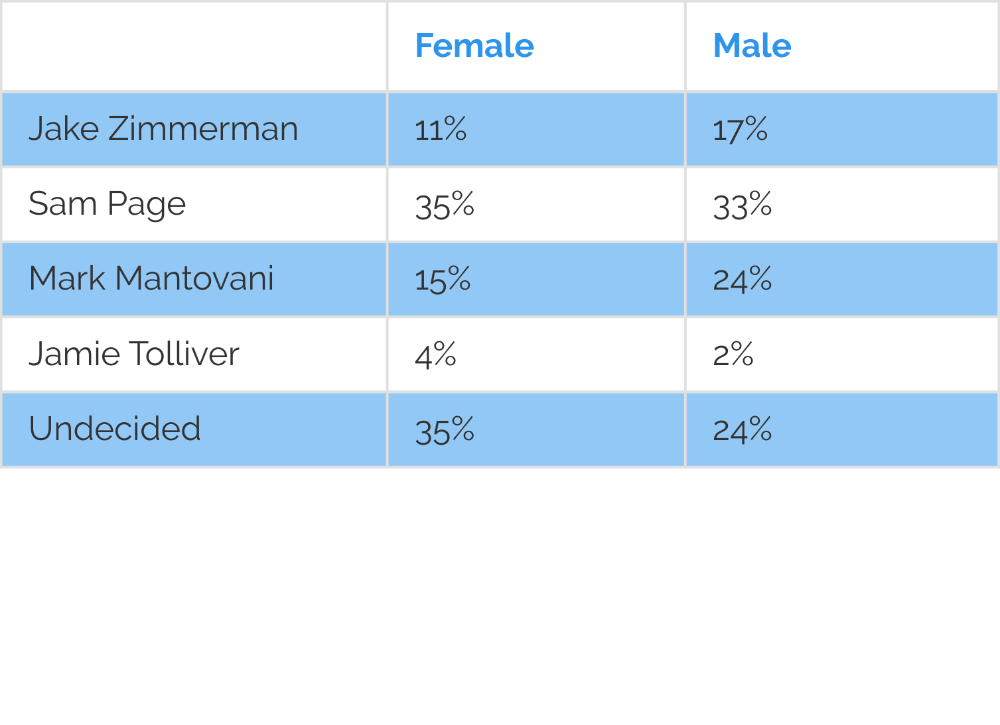 Female Male
Jake Zimmerman 11% 17%
Sam Page 35% 33%
Mark Mantovani 15% 24%
Jamie Tolliver 4% 2%
Undecided 35% 24%